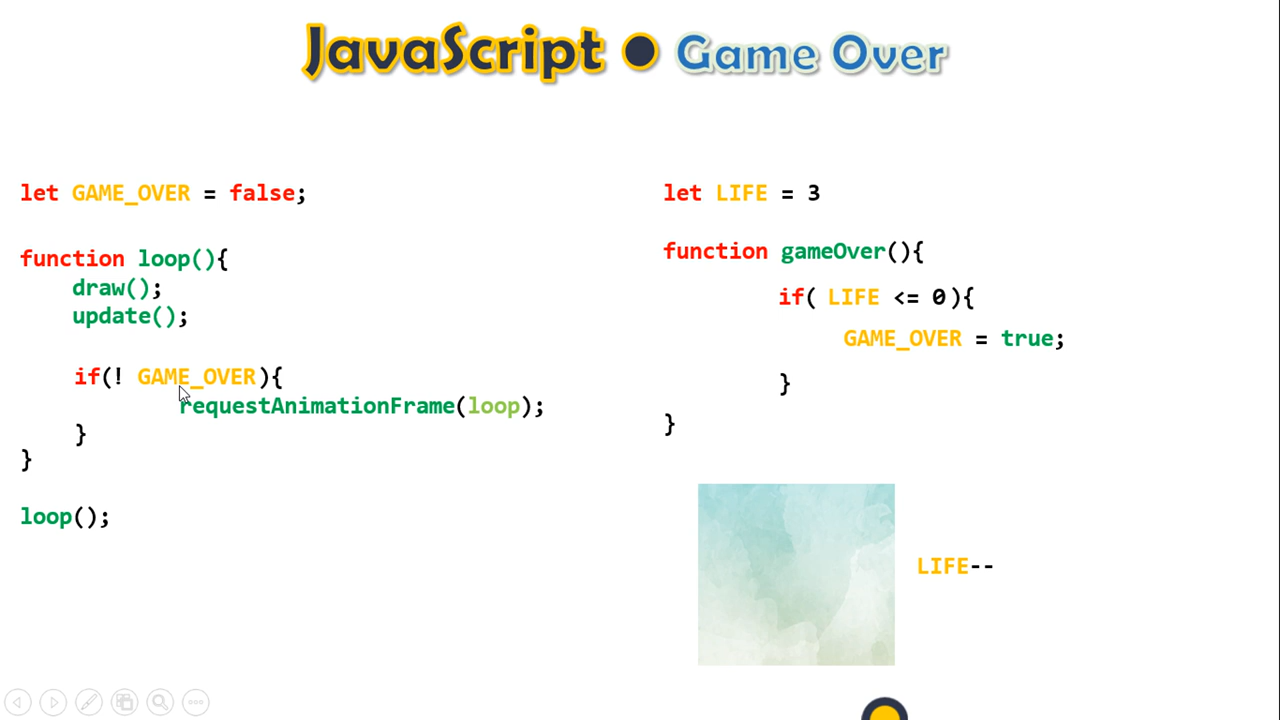 JavaScript ● Game Over
let GAME_OVER = false;
function loop(){
draw();
update();
if(! GAME_OVER){
requestAnimationFrame(loop);
}
}
loop();
let LIFE = 3
function gameOver(){
if( LIFE <= 0){
GAME_OVER = true;
}
}
LIFE--